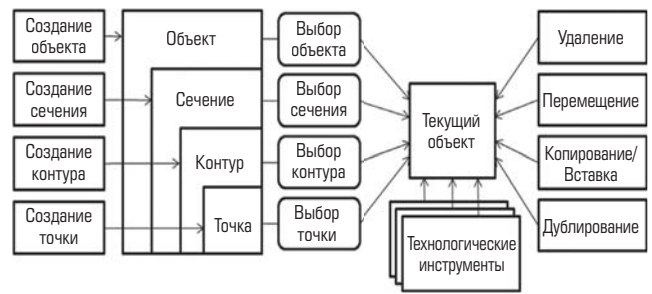 Создание
объекта
Объект
Выбор
объекта
Удаление
Создание
сечения
Сечение
Выбор
сечения
Текущий
объект
Перемещение
Создание
контура
Контур
Выбор
контура
Копирование/
Вставка
Создание
точки
Точка
Выбор
точки
Технологические
инструменты
Дублирование